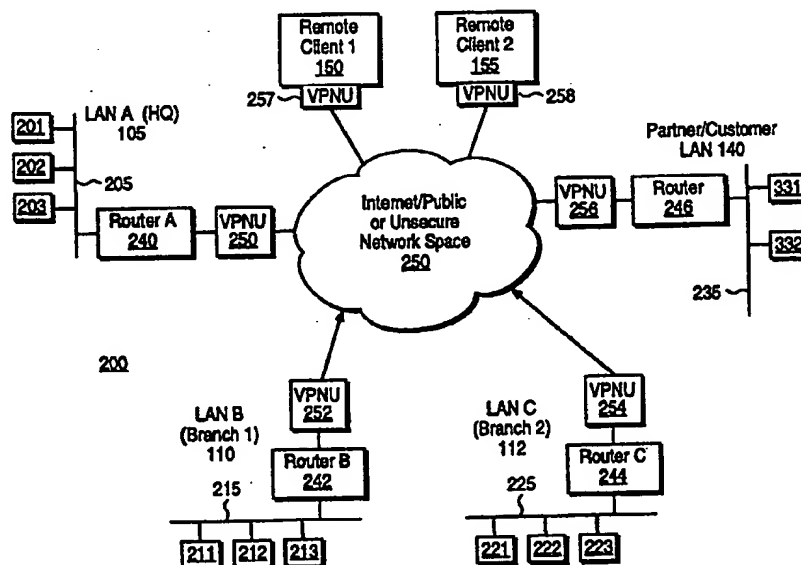 Remote
Client 1
150
VPNU
257
Remote
Client 2
155
VPNU
258
LAN A (HQ)
105
201
202
203
205
Router A
240
VPNU
250
Internet/Public
or Unsecure
Network Space
250
Partner/Customer
LAN 140
VPNU
256
Router
246
331
332
235
200
VPNU
252
LAN B
(Branch 1)
110
Router B
242
215
211
212
213
VPNU
254
LAN C
(Branch 2)
112
Router C
244
225
221
222
223